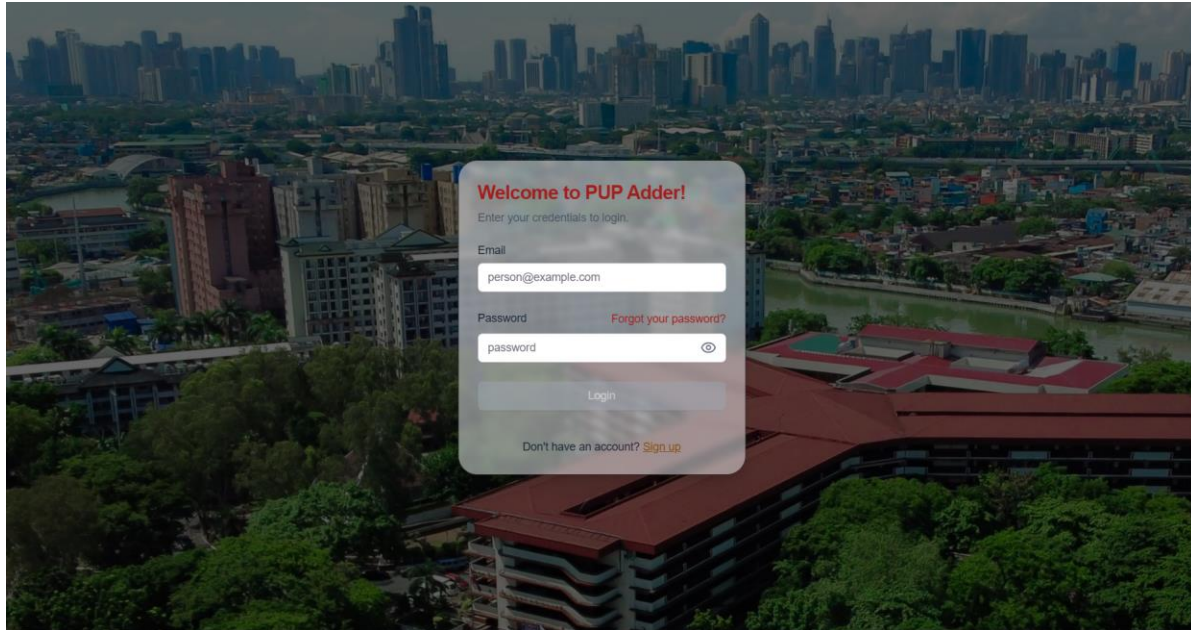 Welcome to PUP Adder!
Enter your credentials to login.
Email
person@example.com
Password Forgot your password?
password
Login
Don't have an account? Sign up